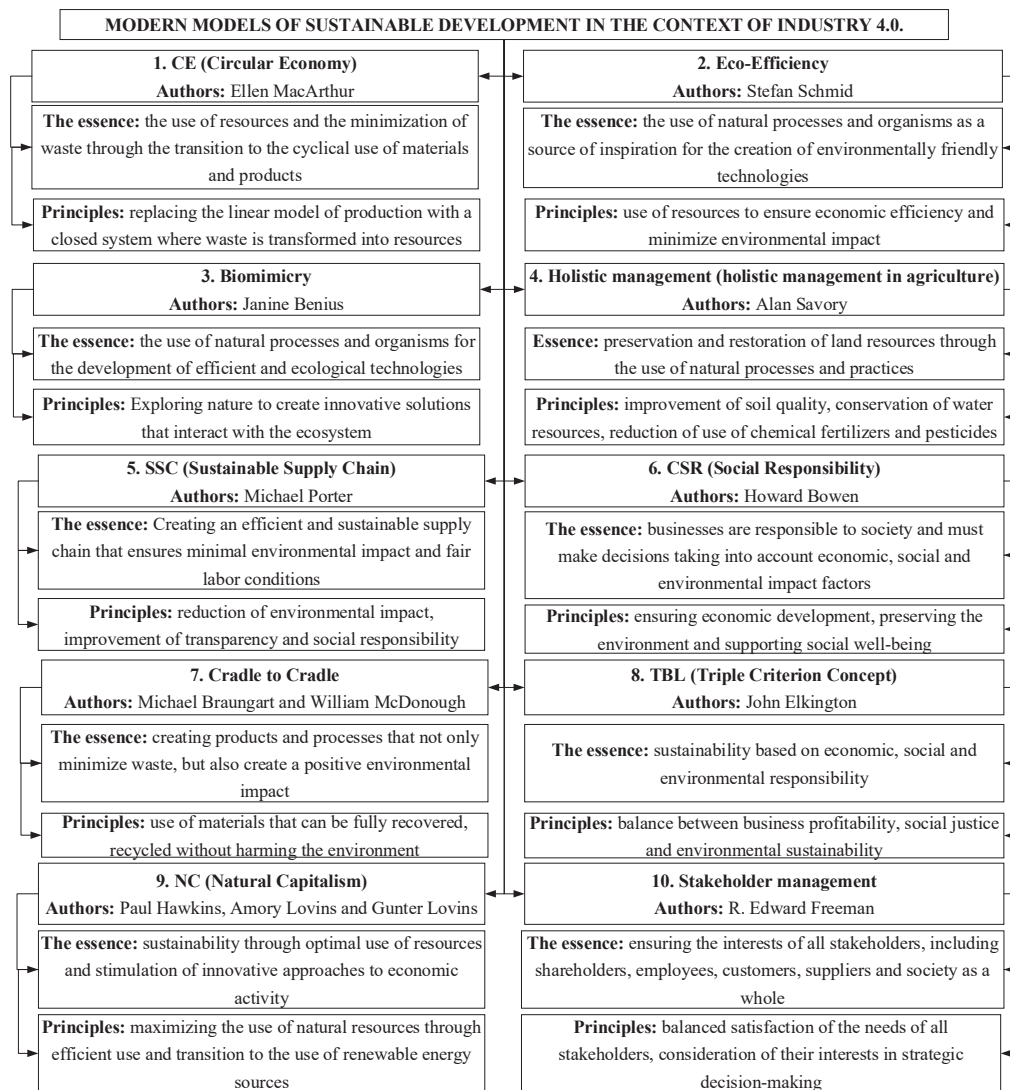 MODERN MODELS OF SUSTAINABLE DEVELOPMENT IN THE CONTEXT OF INDUSTRY 4.0.
1. CE (Circular Economy)
Authors: Ellen MacArthur
The essence: the use of resources and the minimization of
waste through the transition to the cyclical use of materials
and products
Principles: replacing the linear model of production with a
closed system where waste is transformed into resources
2. Eco-Efficiency
Authors: Stefan Schmid
The essence: the use of natural processes and organisms as a
source of inspiration for the creation of environmentally friendly
technologies
Principles: use of resources to ensure economic efficiency and
minimize environmental impact
3. Biomimicry
Authors: Janine Benius
The essence: the use of natural processes and organisms for
the development of efficient and ecological technologies
Principles: Exploring nature to create innovative solutions
that interact with the ecosystem
4. Holistic management (holistic management in agriculture)
Authors: Alan Savory
Essence: preservation and restoration of land resources through
the use of natural processes and practices
Principles: improvement of soil quality, conservation of water
resources, reduction of use of chemical fertilizers and pesticides
5. SSC (Sustainable Supply Chain)
Authors: Michael Porter
The essence: Creating an efficient and sustainable supply
chain that ensures minimal environmental impact and fair
labor conditions
Principles: reduction of environmental impact,
improvement of transparency and social responsibility
6. CSR (Social Responsibility)
Authors: Howard Bowen
The essence: businesses are responsible to society and must
make decisions taking into account economic, social and
environmental impact factors
Principles: ensuring economic development, preserving the
environment and supporting social well-being
7. Cradle to Cradle
Authors: Michael Braungart and William McDonough
The essence: creating products and processes that not only
minimize waste, but also create a positive environmental
impact
Principles: use of materials that can be fully recovered,
recycled without harming the environment
8. TBL (Triple Criterion Concept)
Authors: John Elkington
The essence: sustainability based on economic, social and
environmental responsibility
Principles: balance between business profitability, social justice
and environmental sustainability
9. NC (Natural Capitalism)
Authors: Paul Hawkins, Amory Lovins and Gunter Lovins
The essence: sustainability through optimal use of resources
and stimulation of innovative approaches to economic
activity
Principles: maximizing the use of natural resources through
efficient use and transition to the use of renewable energy
sources
10. Stakeholder management
Authors: R. Edward Freeman
The essence: ensuring the interests of all stakeholders, including
shareholders, employees, customers, suppliers and society as a
whole
Principles: balanced satisfaction of the needs of all
stakeholders, consideration of their interests in strategic
decision-making